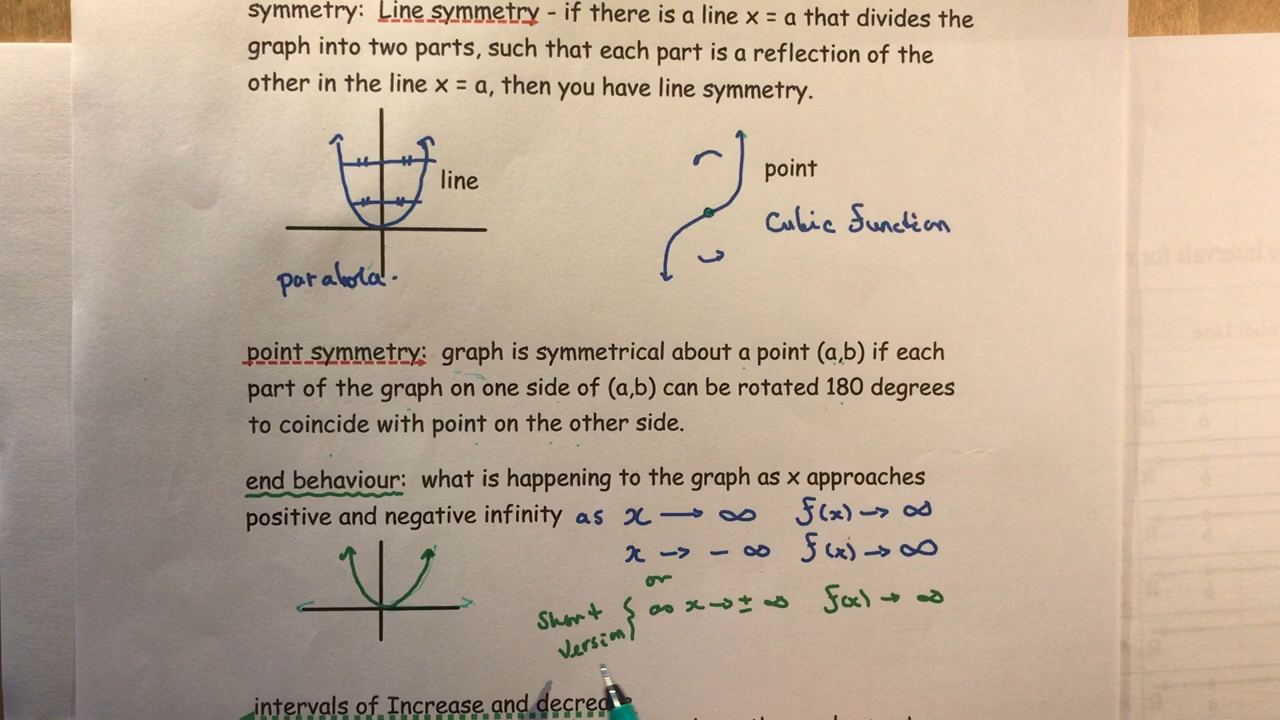 symmetry: Line symmetry - if there is a line x = a that divides the
graph into two parts, such that each part is a reflection of the
other in the line x = a, then you have line symmetry.
line
parabola.
point
Cubic function
point symmetry: graph is symmetrical about a point (a,b) if each
part of the graph on one side of (a,b) can be rotated 180 degrees
to coincide with point on the other side.
end behaviour: what is happening to the graph as x approaches
positive and negative infinity as x → ∞ f(x) → ∞
x → - ∞ f(x) → ∞
or
Short version { as x → ± ∞ f(x) → ∞
intervals of Increase and